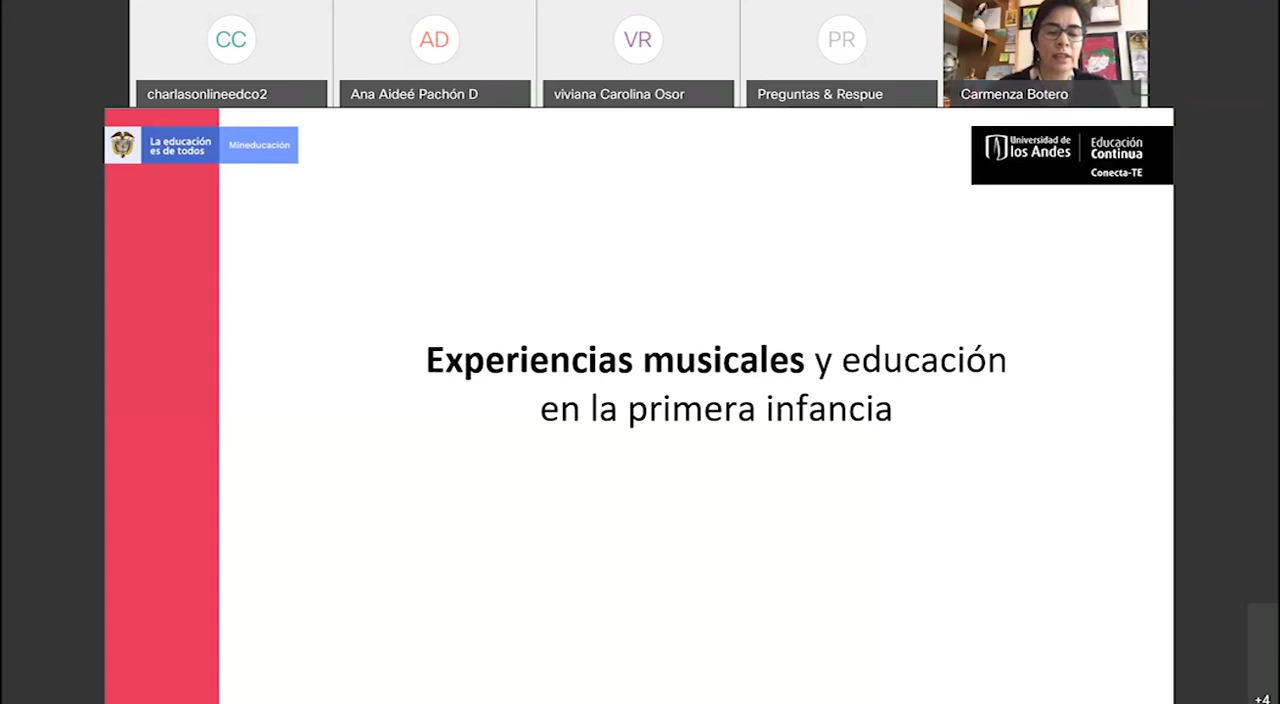 CC
AD
VR
PR
charlasonlineedco2
Ana Aideé Pachón D
viviana Carolina Osor
Preguntas & Respue
Carmenza Botero
La educación
es de todos
Mineducación
Universidad de
los Andes
Educación
Continua
Conecta-TE
Experiencias musicales y educación
en la primera infancia
+4